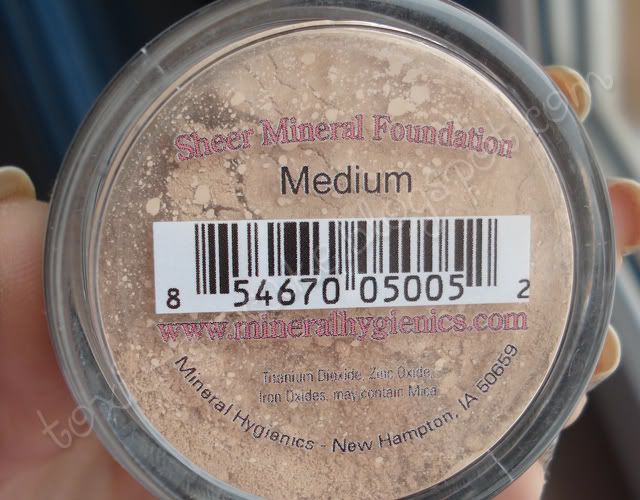 Sheer Mineral Foundation
Medium
8 54670 05005 2
www.mineralhygienics.com
Titanium Dioxide, Zinc Oxide,
Iron Oxides, may contain Mica
Mineral Hygienics - New Hampton, IA 50659